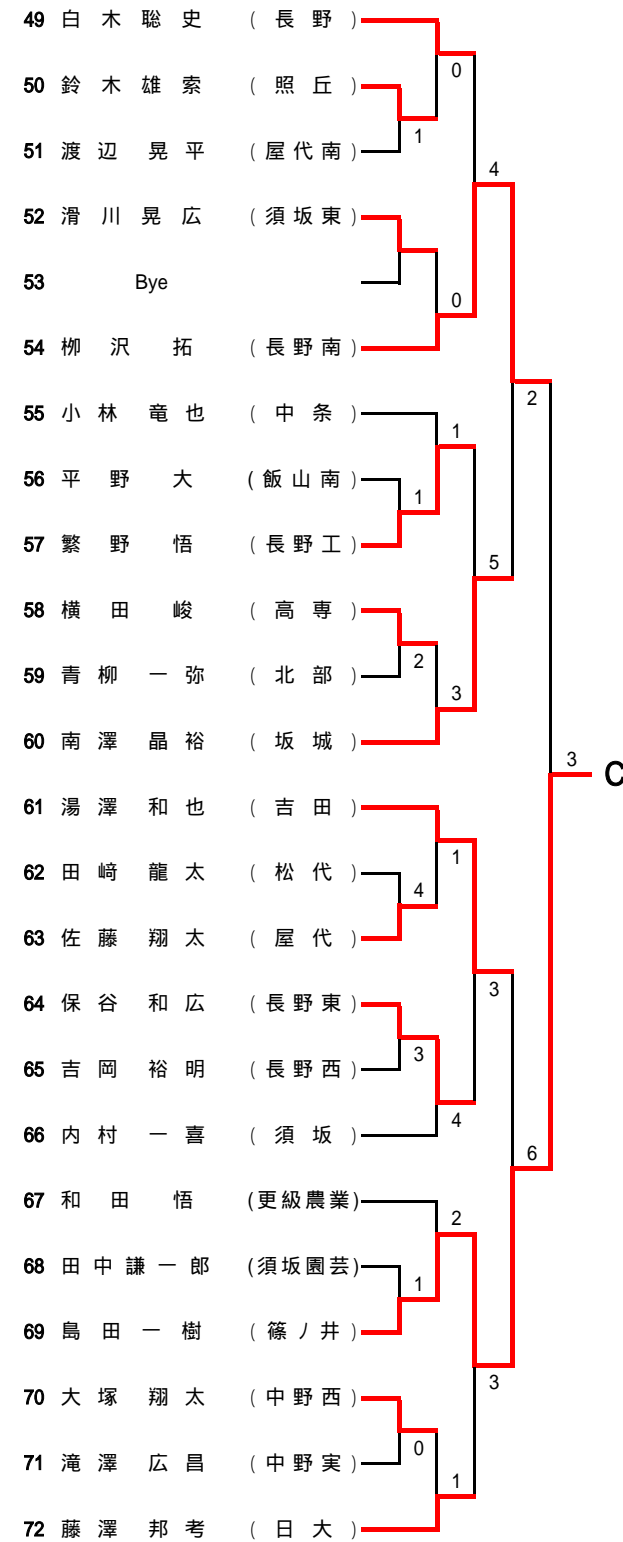 49 白木聡史 (長野)
0
50 鈴木雄索 (照丘)
1
51 渡辺晃平 (屋代南)
4
52 滑川晃広 (須坂東)
53 Bye
0
54 栁沢拓 (長野南)
2
55 小林竜也 (中条)
1
56 平野大 (飯山南)
1
57 繁野悟 (長野工)
5
58 横田峻 (高専)
2
59 青柳一弥 (北部)
3
60 南澤晶裕 (坂城)
3 C
61 湯澤和也 (吉田)
1
62 田﨑龍太 (松代)
4
63 佐藤翔太 (屋代)
3
64 保谷和広 (長野東)
3
65 吉岡裕明 (長野西)
4
66 内村一喜 (須坂)
6
67 和田悟 (更級農業)
2
68 田中謙一郎 (須坂園芸)
1
69 島田一樹 (篠ノ井)
3
70 大塚翔太 (中野西)
0
71 滝澤広昌 (中野実)
1
72 藤澤邦考 (日大)